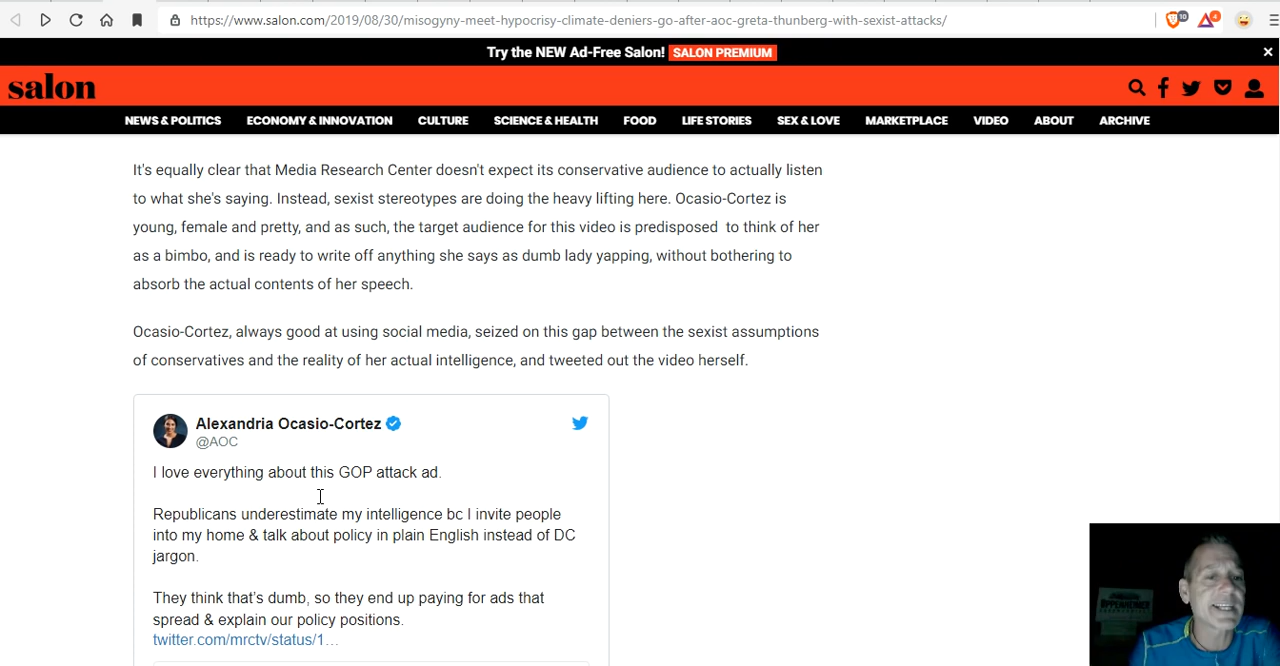 https://www.salon.com/2019/08/30/misogyny-meet-hypocrisy-climate-deniers-go-after-aoc-greta-thunberg-with-sexist-attacks/
10
4
Try the NEW Ad-Free Salon! SALON PREMIUM
salon
NEWS & POLITICS ECONOMY & INNOVATION CULTURE SCIENCE & HEALTH FOOD LIFE STORIES SEX & LOVE MARKETPLACE VIDEO ABOUT ARCHIVE
It's equally clear that Media Research Center doesn't expect its conservative audience to actually listen
to what she's saying. Instead, sexist stereotypes are doing the heavy lifting here. Ocasio-Cortez is
young, female and pretty, and as such, the target audience for this video is predisposed to think of her
as a bimbo, and is ready to write off anything she says as dumb lady yapping, without bothering to
absorb the actual contents of her speech.
Ocasio-Cortez, always good at using social media, seized on this gap between the sexist assumptions
of conservatives and the reality of her actual intelligence, and tweeted out the video herself.
Alexandria Ocasio-Cortez
@AOC
I love everything about this GOP attack ad.
Republicans underestimate my intelligence bc I invite people
into my home & talk about policy in plain English instead of DC
jargon.
They think that's dumb, so they end up paying for ads that
spread & explain our policy positions.
twitter.com/mrctv/status/1…